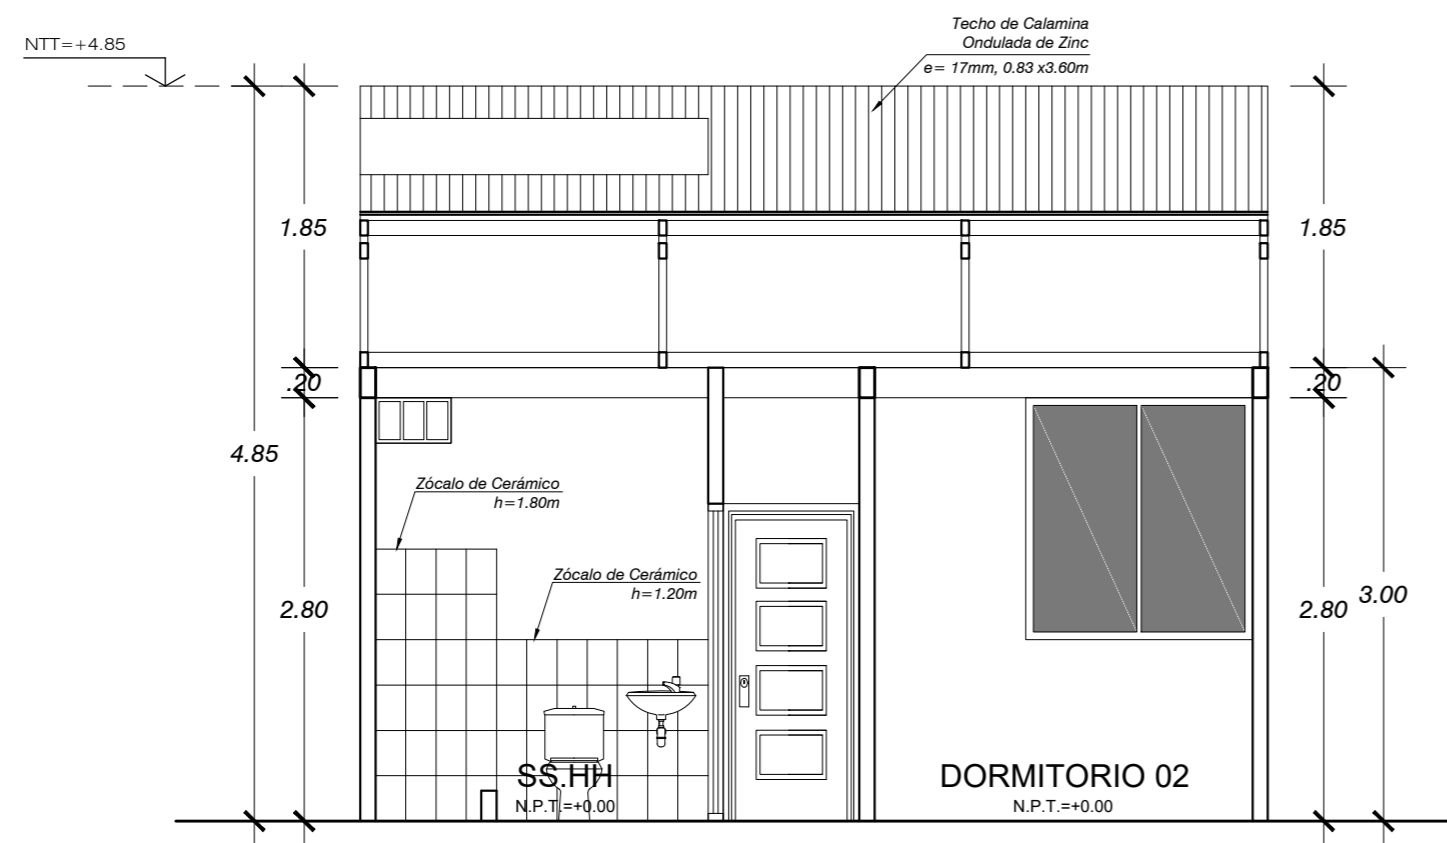 Techo de Calamina
Ondulada de Zinc
e= 17mm, 0.83 x3.60m
NTT=+4.85
1.85
1.85
.20
.20
4.85
Zócalo de Cerámico
h=1.80m
Zócalo de Cerámico
h=1.20m
2.80
2.80
3.00
SS.HH
N.P.T.=+0.00
DORMITORIO 02
N.P.T.=+0.00